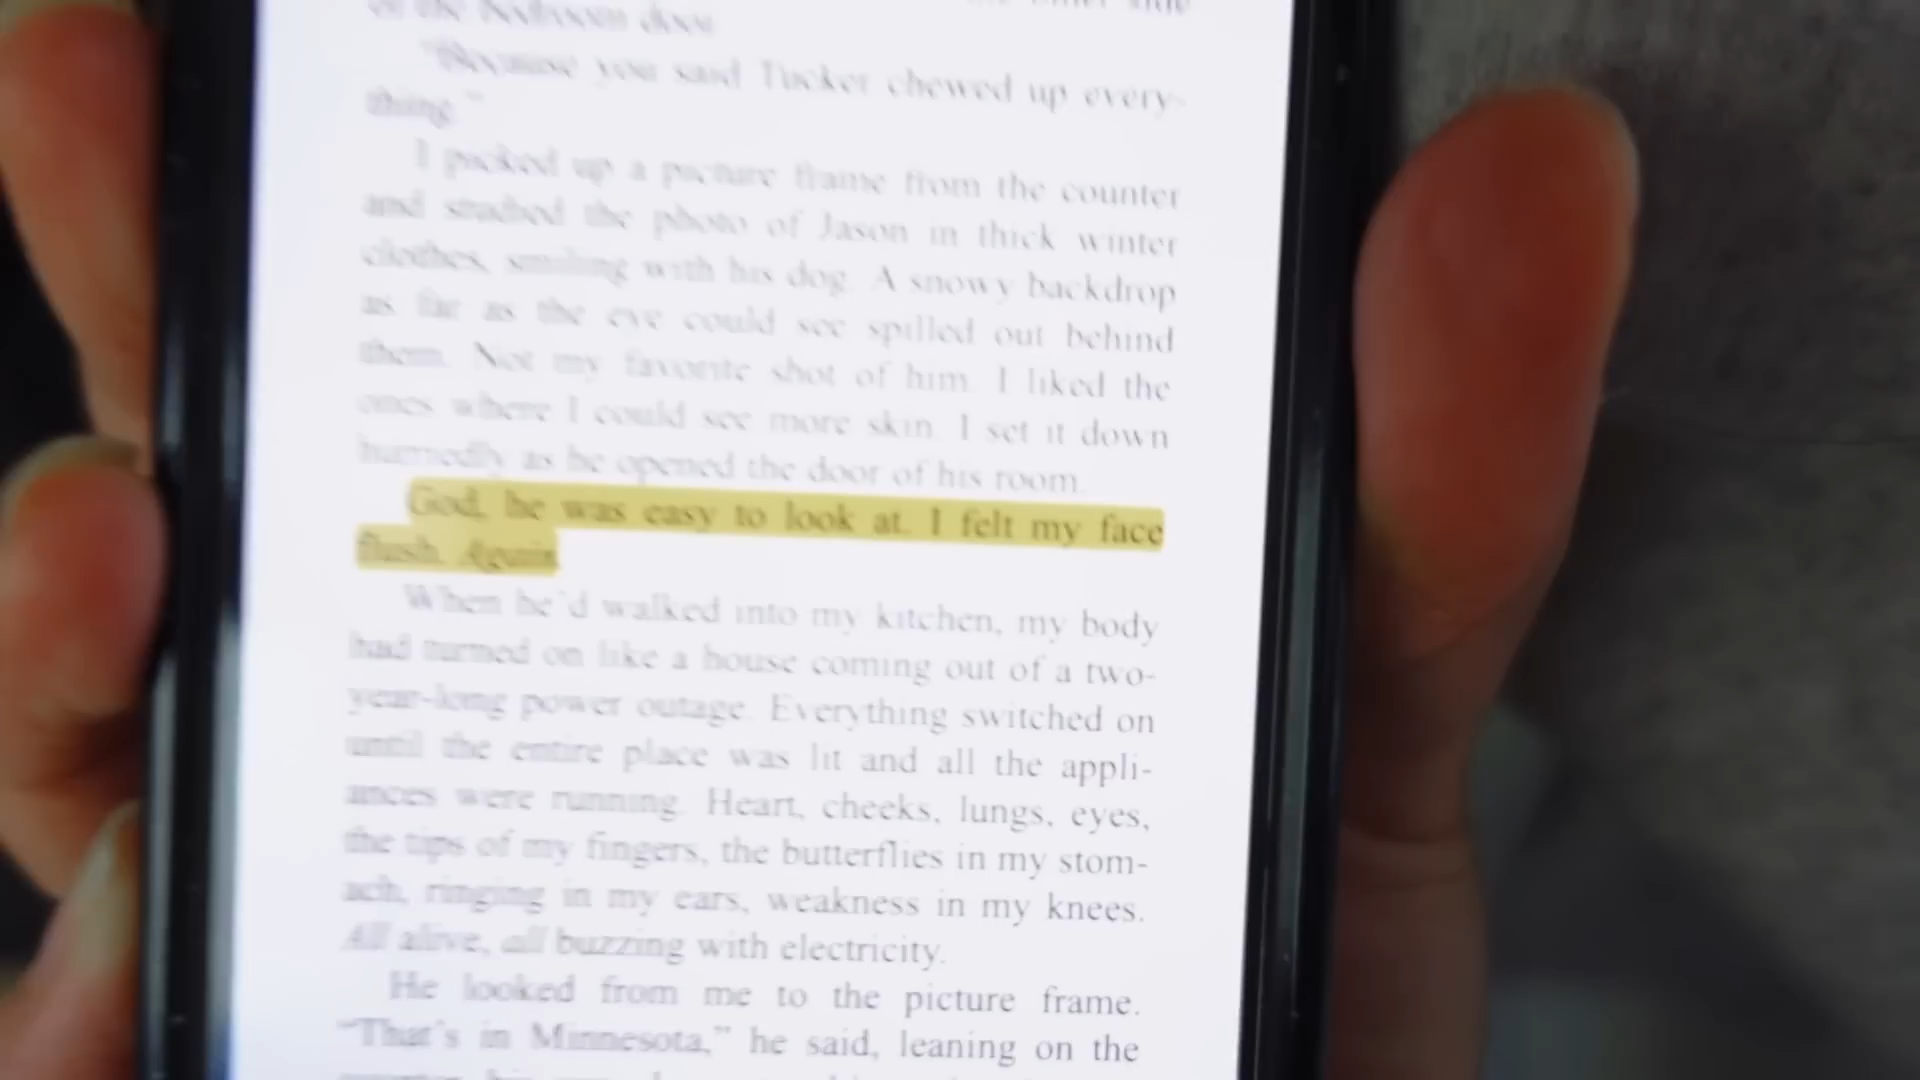 of the bedroom door.
"Because you said Tucker chewed up every-
thing."
I picked up a picture frame from the counter
and studied the photo of Jason in thick winter
clothes, smiling with his dog. A snowy backdrop
as far as the eye could see spilled out behind
them. Not my favorite shot of him. I liked the
ones where I could see more skin. I set it down
hurriedly as he opened the door of his room.
God, he was easy to look at. I felt my face
flush. Again.
When he'd walked into my kitchen, my body
had turned on like a house coming out of a two-
year-long power outage. Everything switched on
until the entire place was lit and all the appli-
ances were running. Heart, cheeks, lungs, eyes,
the tips of my fingers, the butterflies in my stom-
ach, ringing in my ears, weakness in my knees.
All alive, all buzzing with electricity.
He looked from me to the picture frame.
"That's in Minnesota," he said, leaning on the